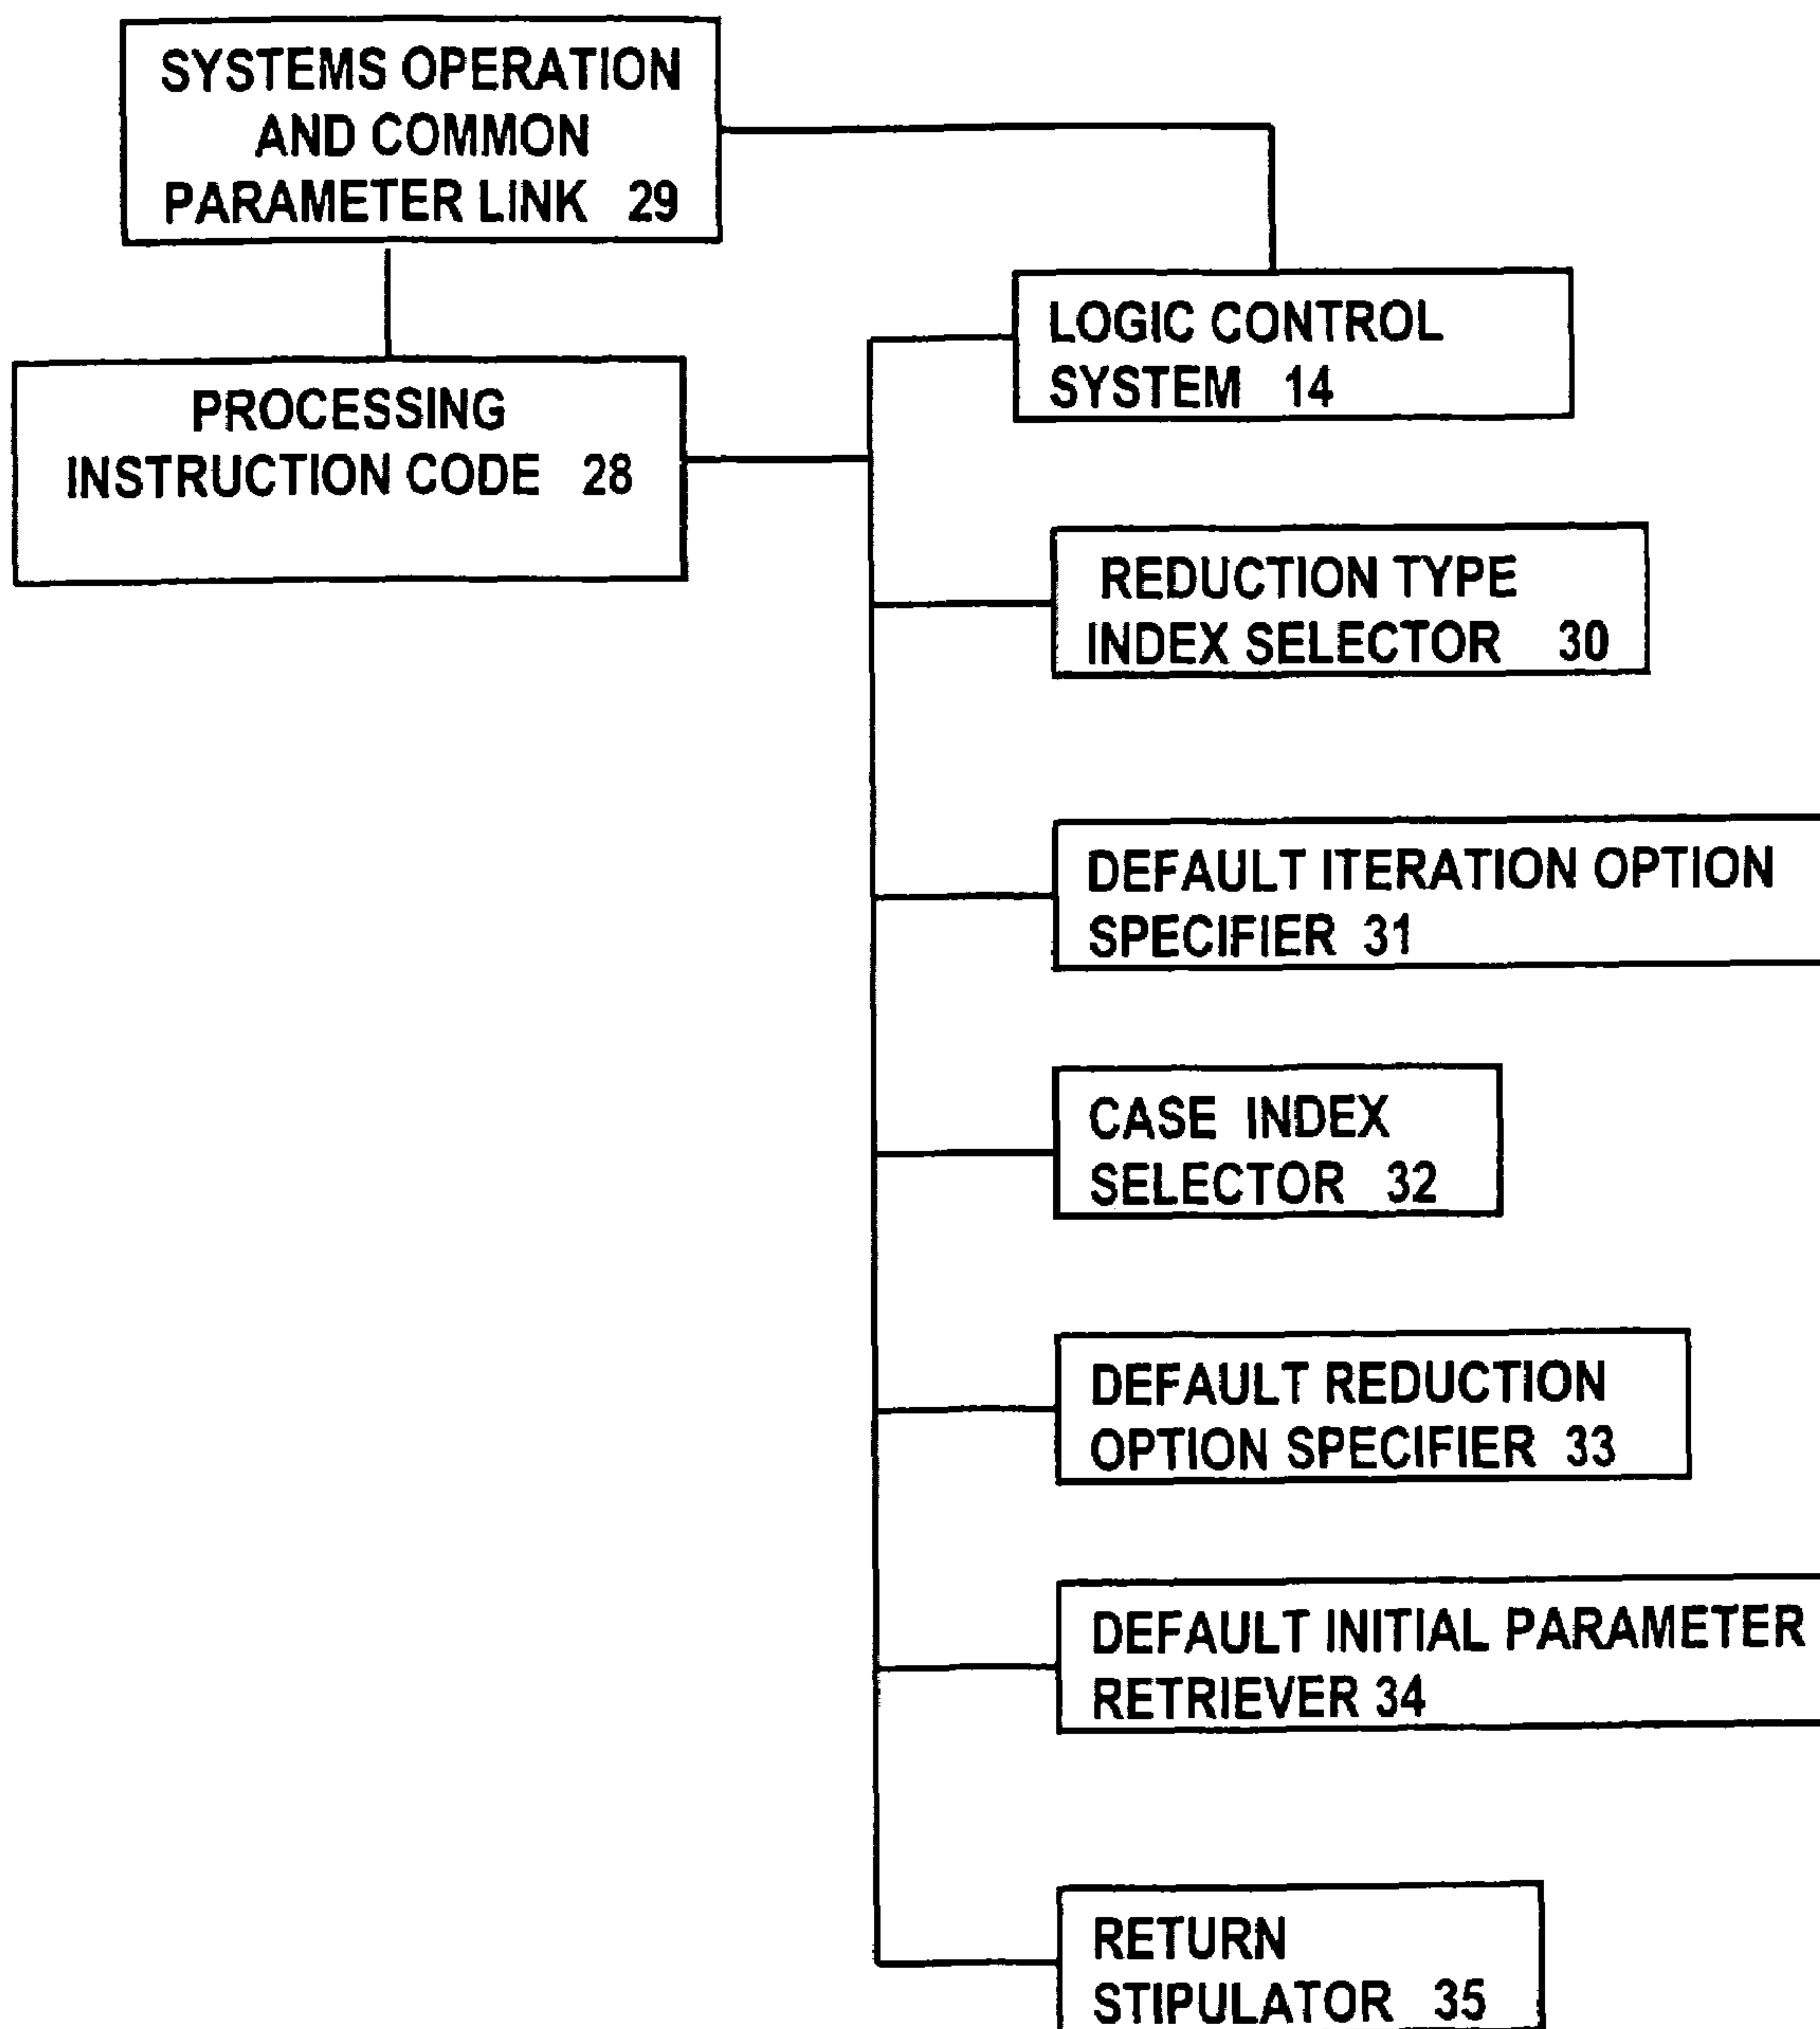 SYSTEMS OPERATION
AND COMMON
PARAMETER LINK 29
LOGIC CONTROL
SYSTEM 14
PROCESSING
INSTRUCTION CODE 28
REDUCTION TYPE
INDEX SELECTOR 30
DEFAULT ITERATION OPTION
SPECIFIER 31
CASE INDEX
SELECTOR 32
DEFAULT REDUCTION
OPTION SPECIFIER 33
DEFAULT INITIAL PARAMETER
RETRIEVER 34
RETURN
STIPULATOR 35